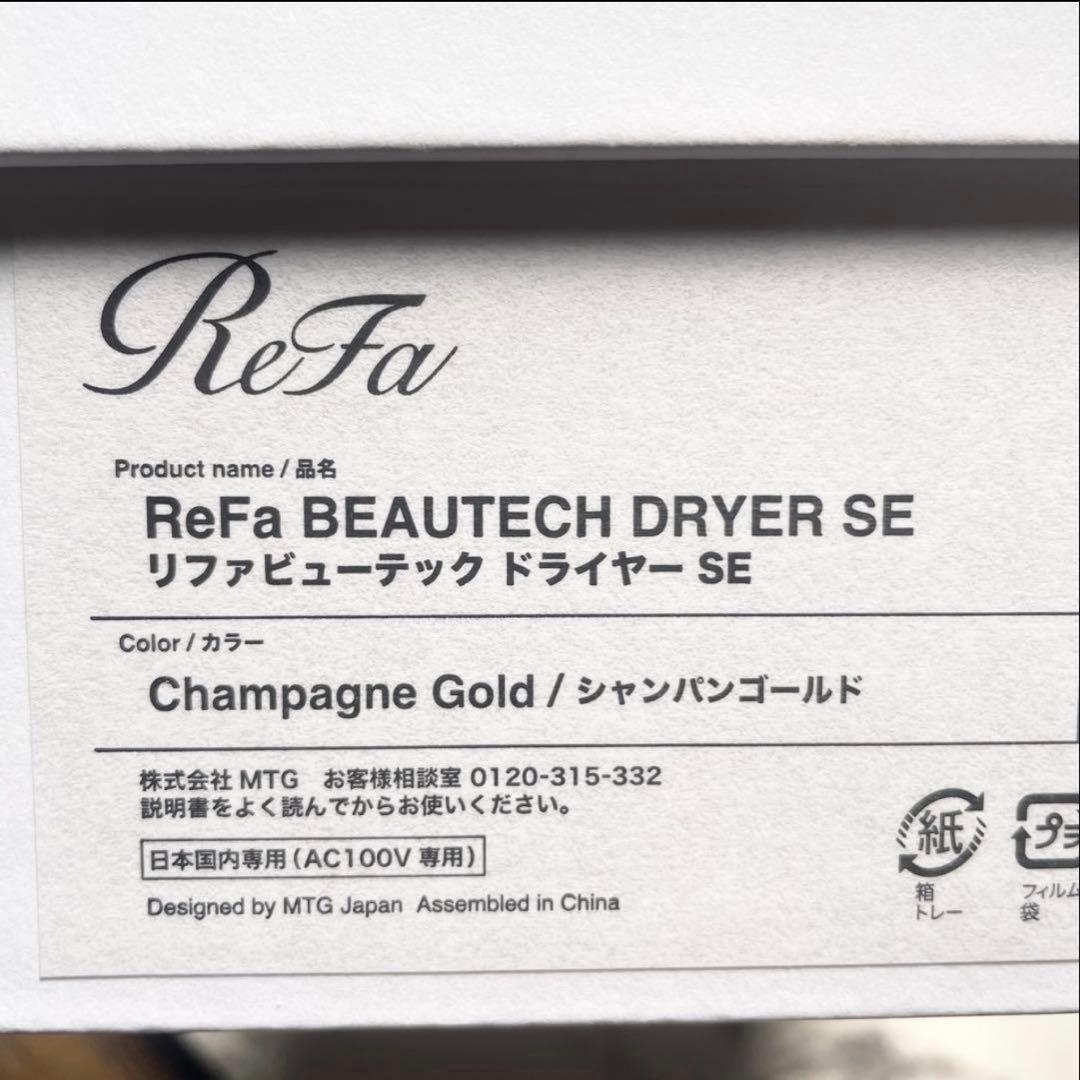 ReFa
Product name / 品名
ReFa BEAUTECH DRYER SE
リファビューテック ドライヤー SE
Color / カラー
Champagne Gold / シャンパンゴールド
株式会社 MTG　お客様相談室 0120-315-332
説明書をよく読んでからお使いください。
日本国内専用（AC100V 専用）
Designed by MTG Japan Assembled in China
紙
箱
トレー
プ
フィルム
袋